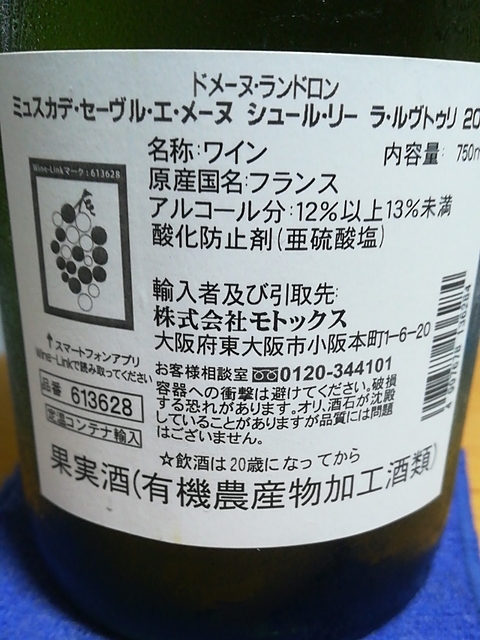 ドメーヌ・ランドロン
ミュスカデ・セーヴル・エ・メーヌ シュール・リー ラ・ルヴトゥリ 20
名称:ワイン 内容量: 750m
原産国名:フランス
アルコール分:12%以上13%未満
酸化防止剤(亜硫酸塩)
Wine-Linkマーク:613628
輸入者及び引取先:
株式会社モトックス
大阪府東大阪市小阪本町1-6-20
↑スマートフォンアプリ
Wine-Linkで読み取ってください
品番 613628
定温コンテナ輸入
お客様相談室 0120-344101
容器への衝撃は避けてください。破損
する恐れがあります。オリ、酒石が沈殿
していることがありますが品質には問題
はございません。
☆飲酒は20歳になってから
果実酒(有機農産物加工酒類)